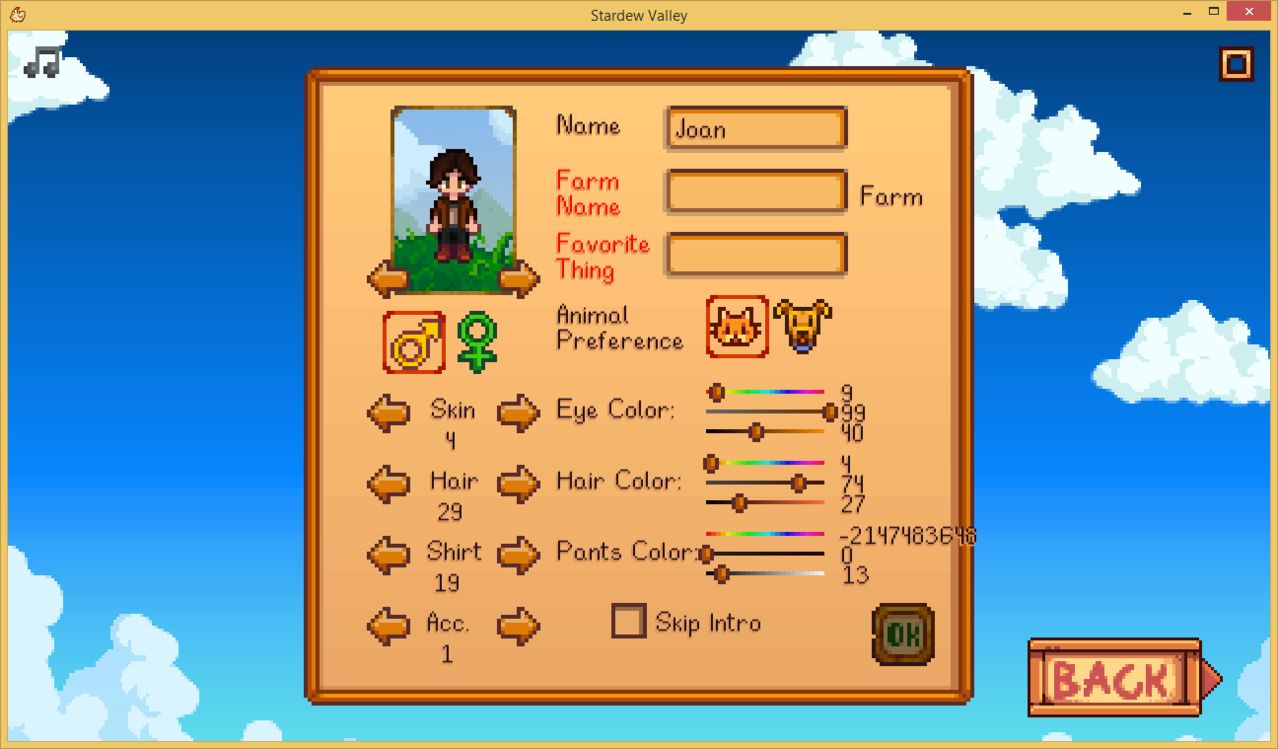 Stardew Valley
Name
Joan
Farm
Name
Farm
Favorite
Thing
Animal
Preference
Skin
4
Eye Color:
9
99
40
Hair
29
Hair Color:
4
74
27
Shirt
19
Pants Color:
-2147483648
0
13
Acc.
1
Skip Intro
OK
BACK